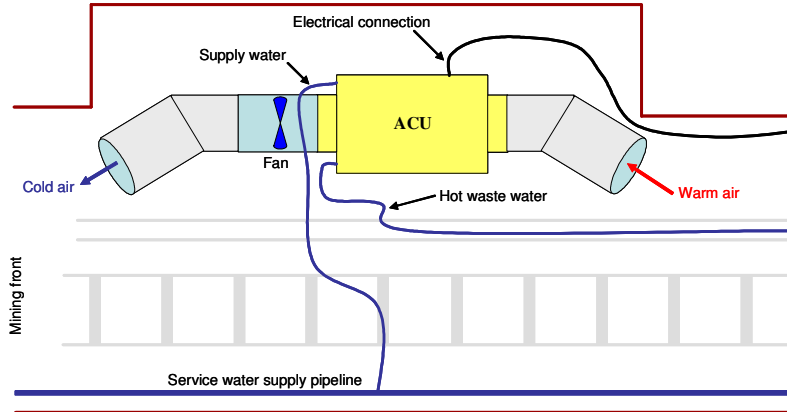 Electrical connection
Supply water
ACU
Fan
Cold air
Warm air
Hot waste water
Mining front
Service water supply pipeline